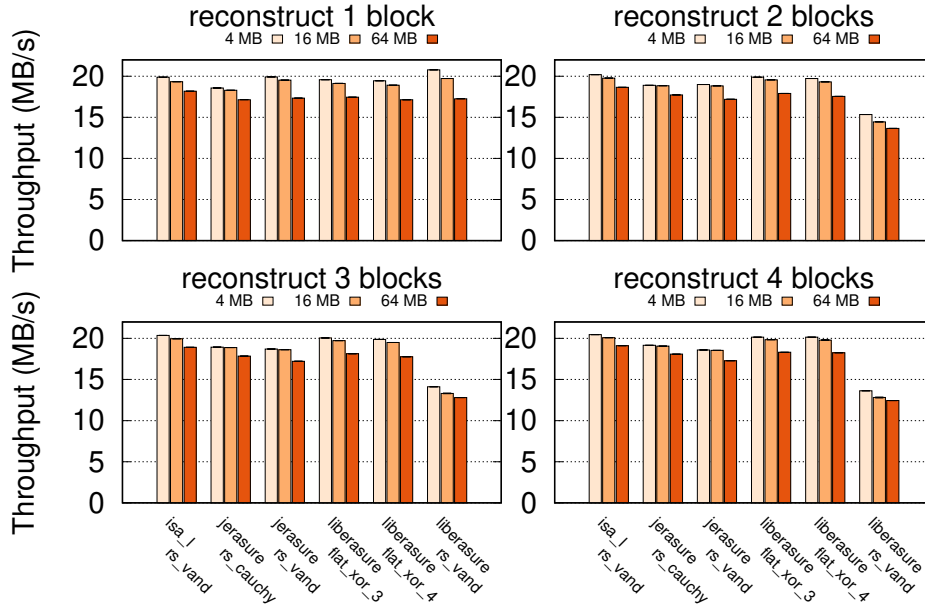 reconstruct 1 block
4 MB 16 MB 64 MB
Throughput (MB/s)
20
15
10
5
0
reconstruct 2 blocks
4 MB 16 MB 64 MB
20
15
10
5
0
reconstruct 3 blocks
4 MB 16 MB 64 MB
Throughput (MB/s)
20
15
10
5
0
isa_l
rs_vand
jerasure
rs_cauchy
jerasure
rs_vand
liberasure
flat_xor_3
liberasure
flat_xor_4
liberasure
rs_vand
reconstruct 4 blocks
4 MB 16 MB 64 MB
20
15
10
5
0
isa_l
rs_vand
jerasure
rs_cauchy
jerasure
rs_vand
liberasure
flat_xor_3
liberasure
flat_xor_4
liberasure
rs_vand